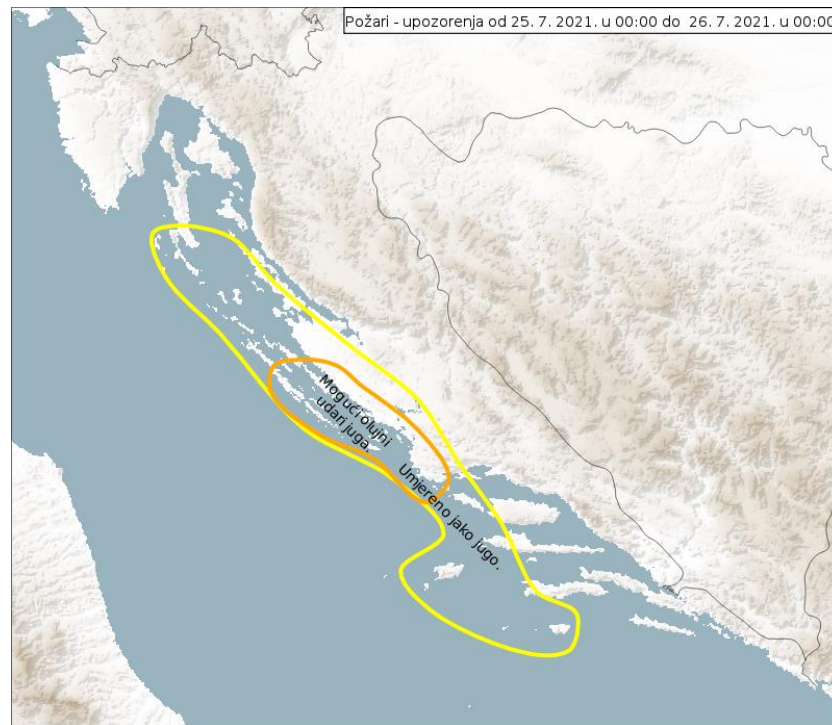 Požari - upozorenja od 25. 7. 2021. u 00:00 do 26. 7. 2021. u 00:00
Mogući olujni
udari juga.
Umjereno jako jugo.